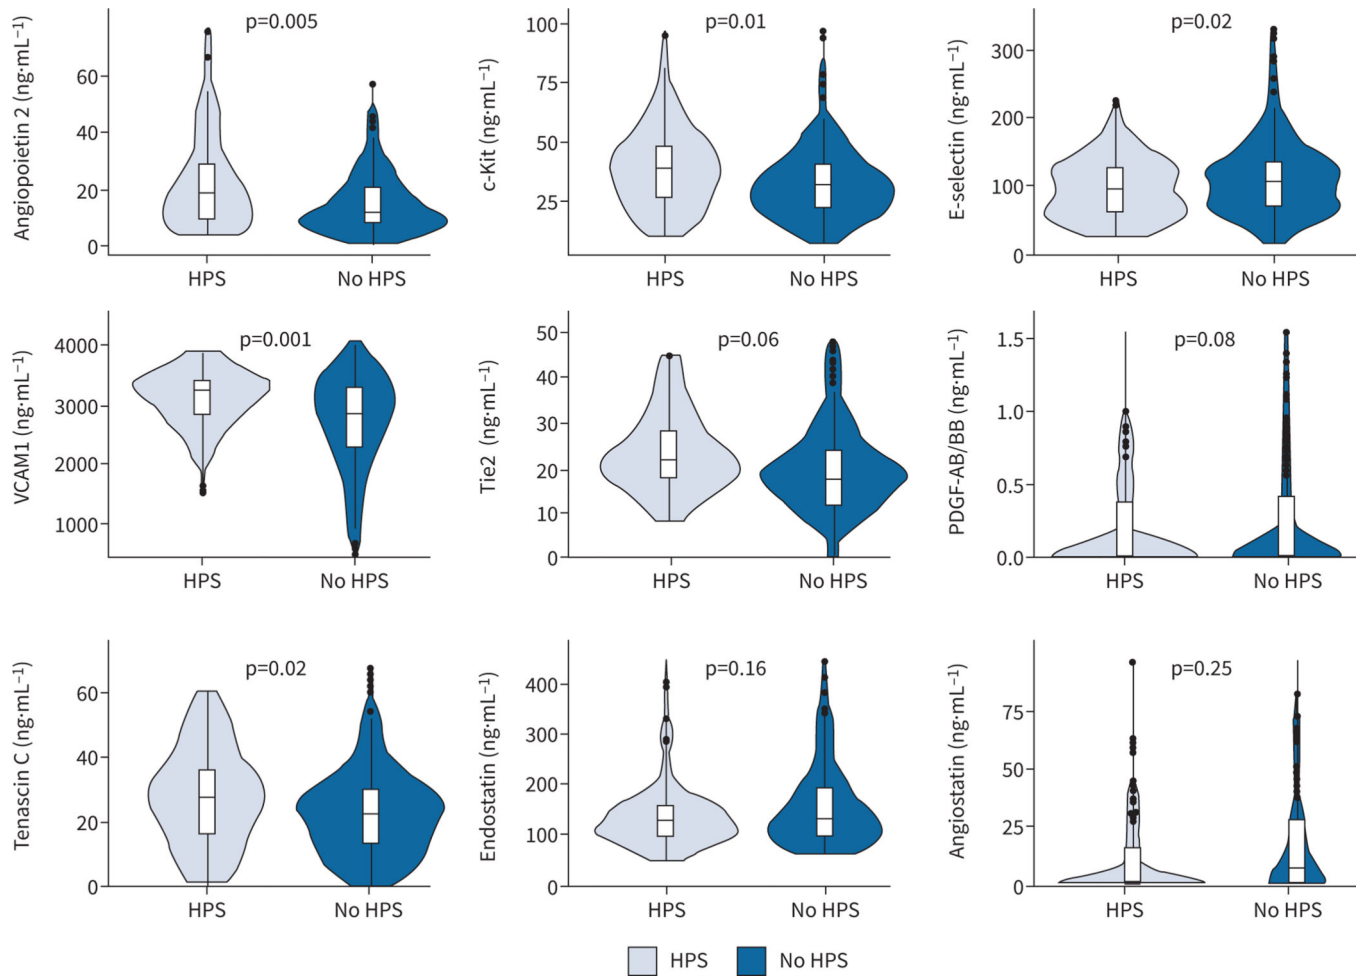 p=0.005
Angiopoietin 2 (ng·mL⁻¹)
60
40
20
0
HPS No HPS
p=0.01
c-Kit (ng·mL⁻¹)
100
75
50
25
HPS No HPS
p=0.02
E-selectin (ng·mL⁻¹)
300
200
100
0
HPS No HPS
p=0.001
VCAM1 (ng·mL⁻¹)
4000
3000
2000
1000
HPS No HPS
p=0.06
Tie2 (ng·mL⁻¹)
50
40
30
20
10
0
HPS No HPS
p=0.08
PDGF-AB/BB (ng·mL⁻¹)
1.5
1.0
0.5
0.0
HPS No HPS
p=0.02
Tenascin C (ng·mL⁻¹)
60
40
20
0
HPS No HPS
p=0.16
Endostatin (ng·mL⁻¹)
400
300
200
100
0
HPS No HPS
p=0.25
Angiostatin (ng·mL⁻¹)
75
50
25
0
HPS No HPS
HPS No HPS